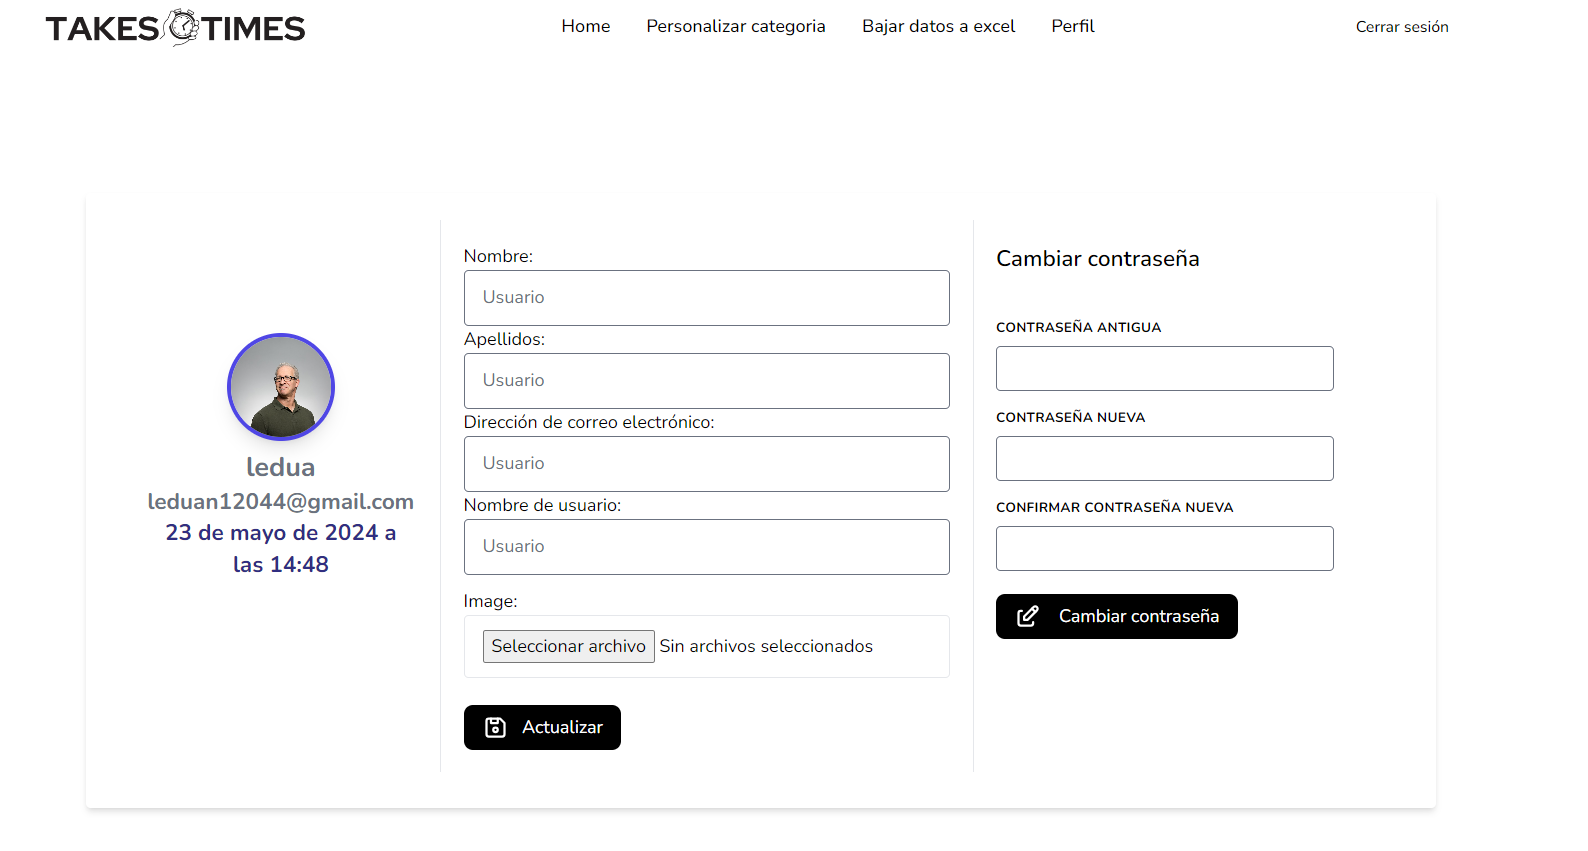 TAKES TIMES
Home
Personalizar categoria
Bajar datos a excel
Perfil
Cerrar sesión
ledua
leduan12044@gmail.com
23 de mayo de 2024 a
las 14:48
Nombre:
Usuario
Apellidos:
Usuario
Dirección de correo electrónico:
Usuario
Nombre de usuario:
Usuario
Image:
Seleccionar archivo Sin archivos seleccionados
Actualizar
Cambiar contraseña
CONTRASEÑA ANTIGUA
CONTRASEÑA NUEVA
CONFIRMAR CONTRASEÑA NUEVA
Cambiar contraseña